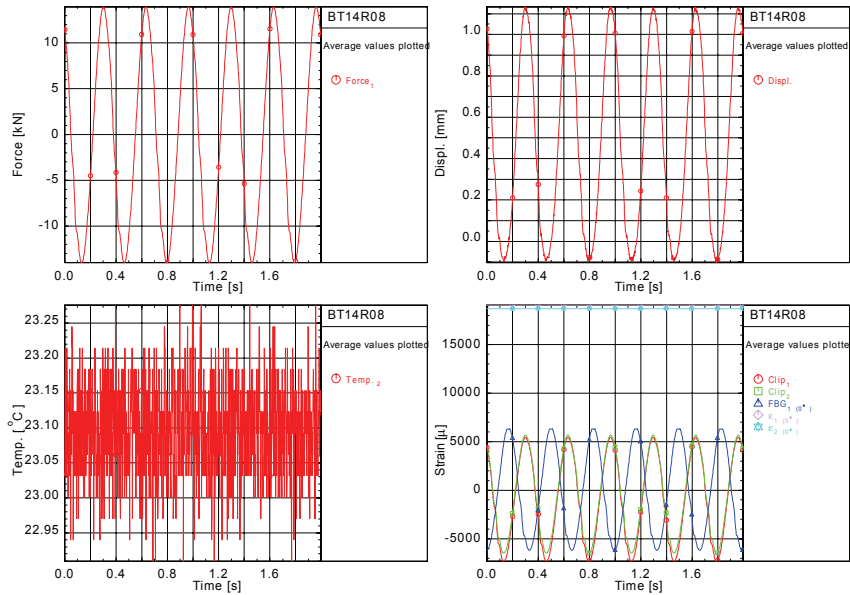 BT14R08
Average values plotted
Force1
Force [kN]
10
5
0
-5
-10
0.0 0.4 0.8 1.2 1.6
Time [s]
BT14R08
Average values plotted
Displ.
Displ. [mm]
1.0
0.8
0.6
0.4
0.2
0.0
0.0 0.4 0.8 1.2 1.6
Time [s]
BT14R08
Average values plotted
Temp. 2
Temp. [°C]
23.25
23.20
23.15
23.10
23.05
23.00
22.95
0.0 0.4 0.8 1.2 1.6
Time [s]
BT14R08
Average values plotte
Clip1
Clip2
FBG1 (0°)
ε1 (0°)
ε2 (0°)
Strain [μ]
15000
10000
5000
0
-5000
0.0 0.4 0.8 1.2 1.6
Time [s]